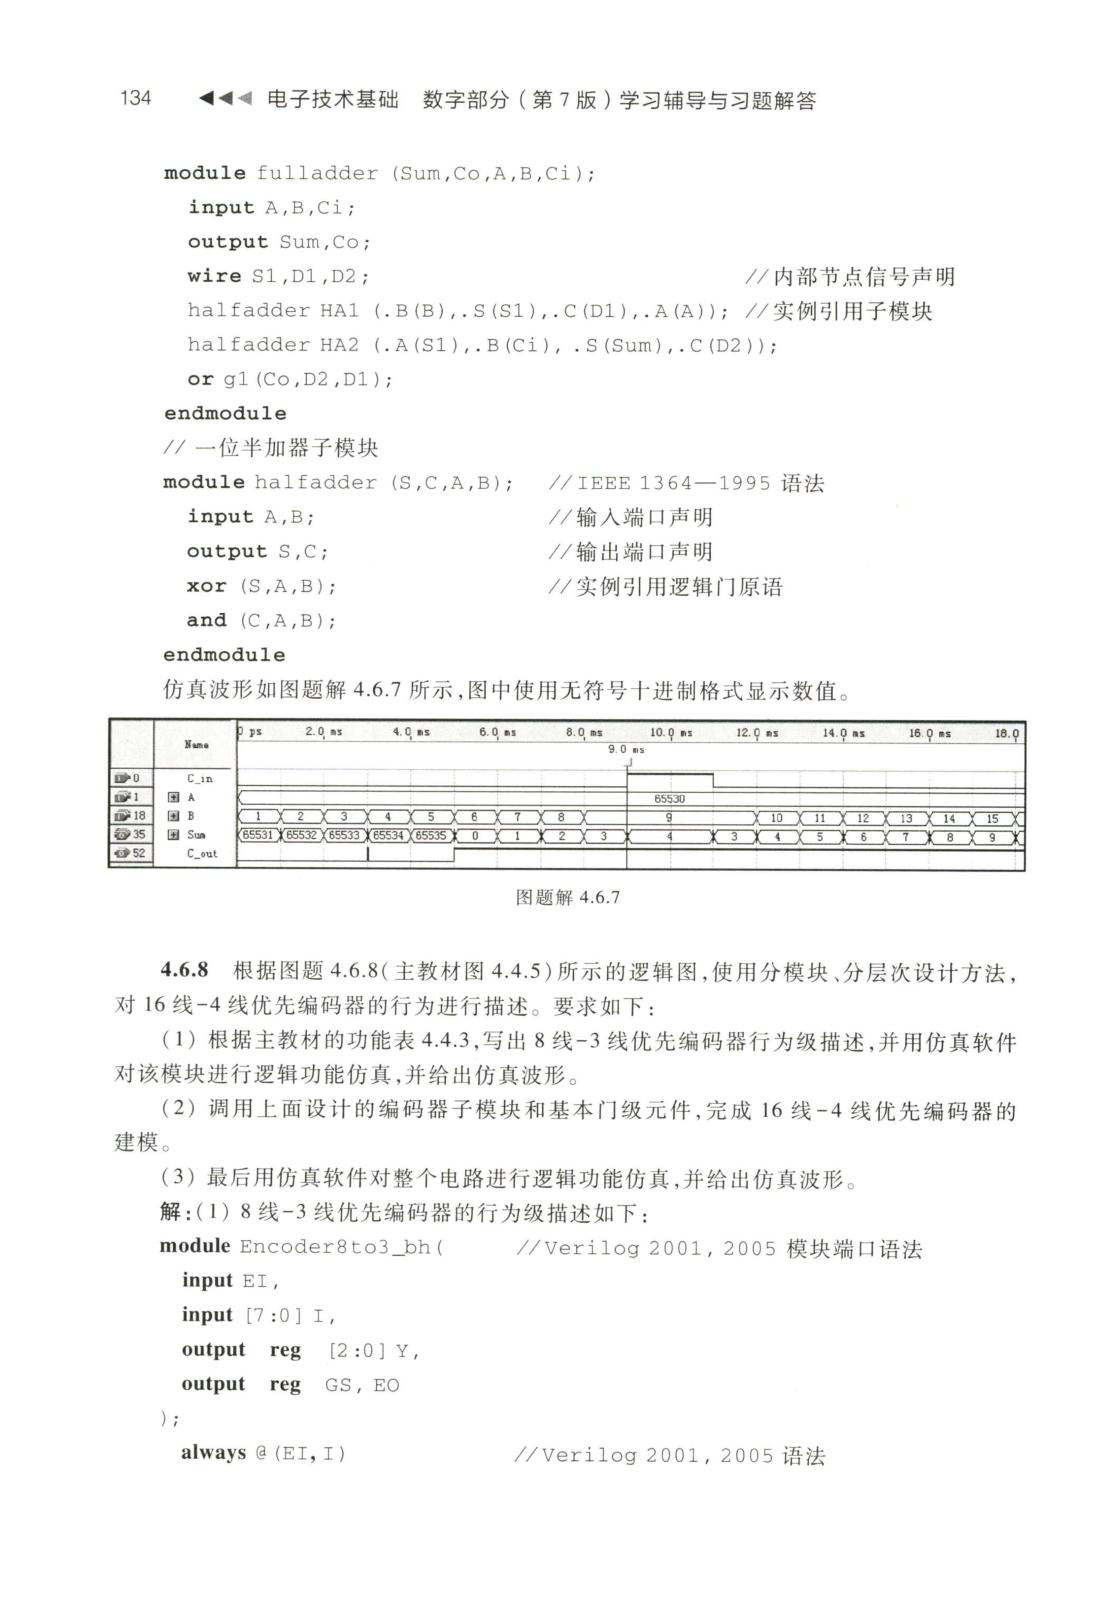 134 ◀◀◀ 电子技术基础 数字部分(第7版)学习辅导与习题解答
module fulladder (Sum,Co,A,B,Ci);
input A,B,Ci;
output Sum,Co;
wire S1,D1,D2; //内部节点信号声明
halfadder HA1 (.B(B),.S(S1),.C(D1),.A(A)); //实例引用子模块
halfadder HA2 (.A(S1),.B(Ci), .S(Sum),.C(D2));
or g1(Co,D2,D1);
endmodule
// 一位半加器子模块
module halfadder (S,C,A,B); //IEEE 1364—1995 语法
input A,B; //输入端口声明
output S,C; //输出端口声明
xor (S,A,B); //实例引用逻辑门原语
and (C,A,B);
endmodule
仿真波形如图题解 4.6.7 所示,图中使用无符号十进制格式显示数值。
Name 0 ps 2.0 ms 4.0 ms 6.0 ms 8.0 ms 10.0 ms 12.0 ms 14.0 ms 16.0 ms 18.0
9.0 ms
0 C_in
1 A 65530
18 B 1 2 3 4 5 6 7 8 9 10 11 12 13 14 15
35 Sum 65531 65532 65533 65534 65535 0 1 2 3 4 3 4 5 6 7 8 9
52 C_out
图题解 4.6.7
4.6.8 根据图题 4.6.8(主教材图 4.4.5)所示的逻辑图,使用分模块、分层次设计方法,
对 16 线-4 线优先编码器的行为进行描述。要求如下:
(1) 根据主教材的功能表 4.4.3,写出 8 线-3 线优先编码器行为级描述,并用仿真软件
对该模块进行逻辑功能仿真,并给出仿真波形。
(2) 调用上面设计的编码器子模块和基本门级元件,完成 16 线-4 线优先编码器的
建模。
(3) 最后用仿真软件对整个电路进行逻辑功能仿真,并给出仿真波形。
解:(1) 8 线-3 线优先编码器的行为级描述如下:
module Encoder8to3_bh( //Verilog 2001, 2005 模块端口语法
input EI,
input [7:0] I,
output reg [2:0] Y,
output reg GS, EO
);
always @(EI,I) //Verilog 2001, 2005 语法